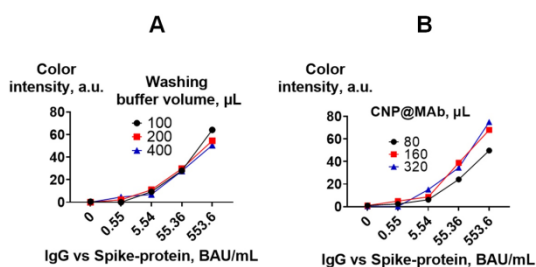 A
Color
intensity, a.u.
Washing
buffer volume, µL
100
200
400
80
60
40
20
0
0
0.55
5.54
55.36
553.6
IgG vs Spike-protein, BAU/mL
B
Color
intensity, a.u.
CNP@MAb, µL
80
160
320
80
60
40
20
0
0
0.55
5.54
55.36
553.6
IgG vs Spike-protein, BAU/mL